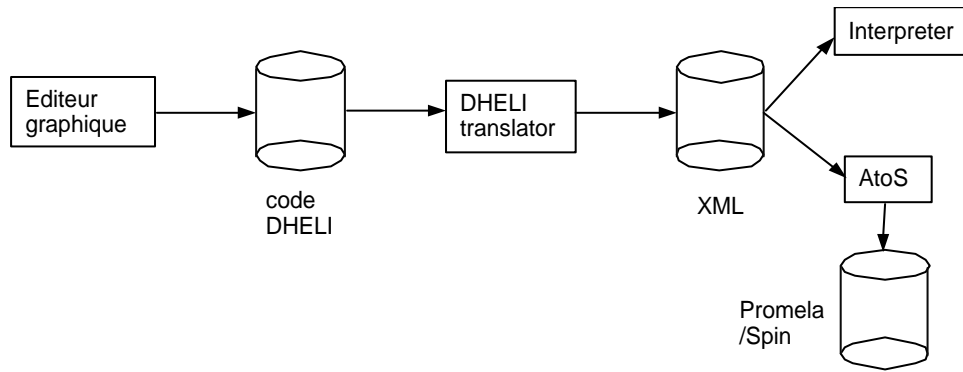 Interpreter
Editeur
graphique
DHELI
translator
code
DHELI
XML
AtoS
Promela
/Spin